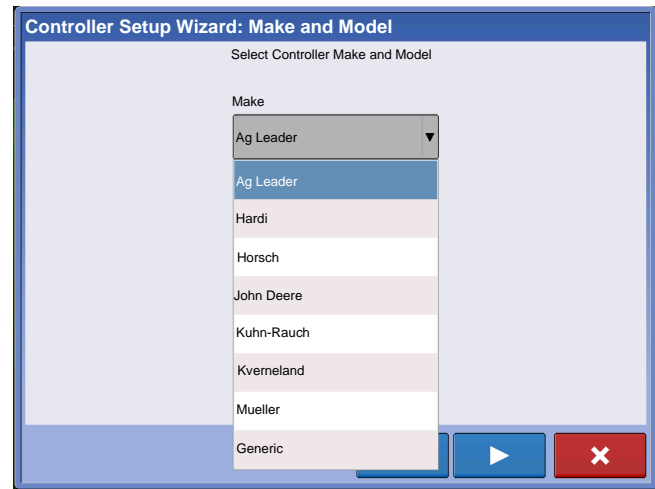 Controller Setup Wizard: Make and Model
Select Controller Make and Model
Make
Ag Leader
Ag Leader
Hardi
Horsch
John Deere
Kuhn-Rauch
Kverneland
Mueller
Generic